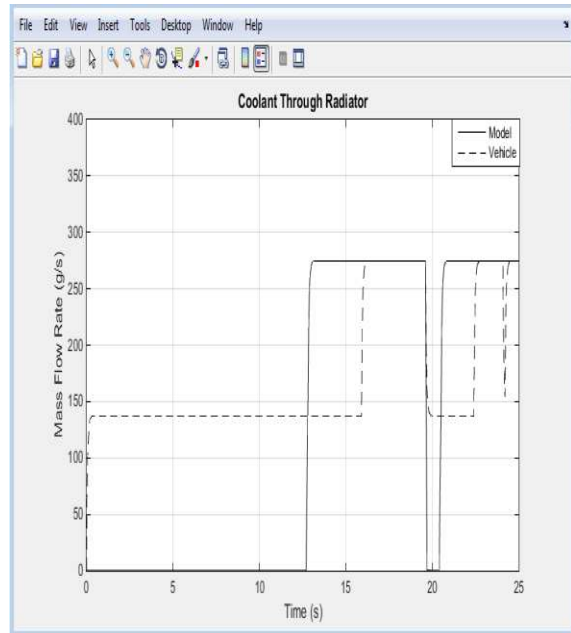 File Edit View Insert Tools Desktop Window Help
Coolant Through Radiator
Model
Vehicle
Mass Flow Rate (g/s)
400
350
300
250
200
150
100
50
0
0 5 10 15 20 25
Time (s)